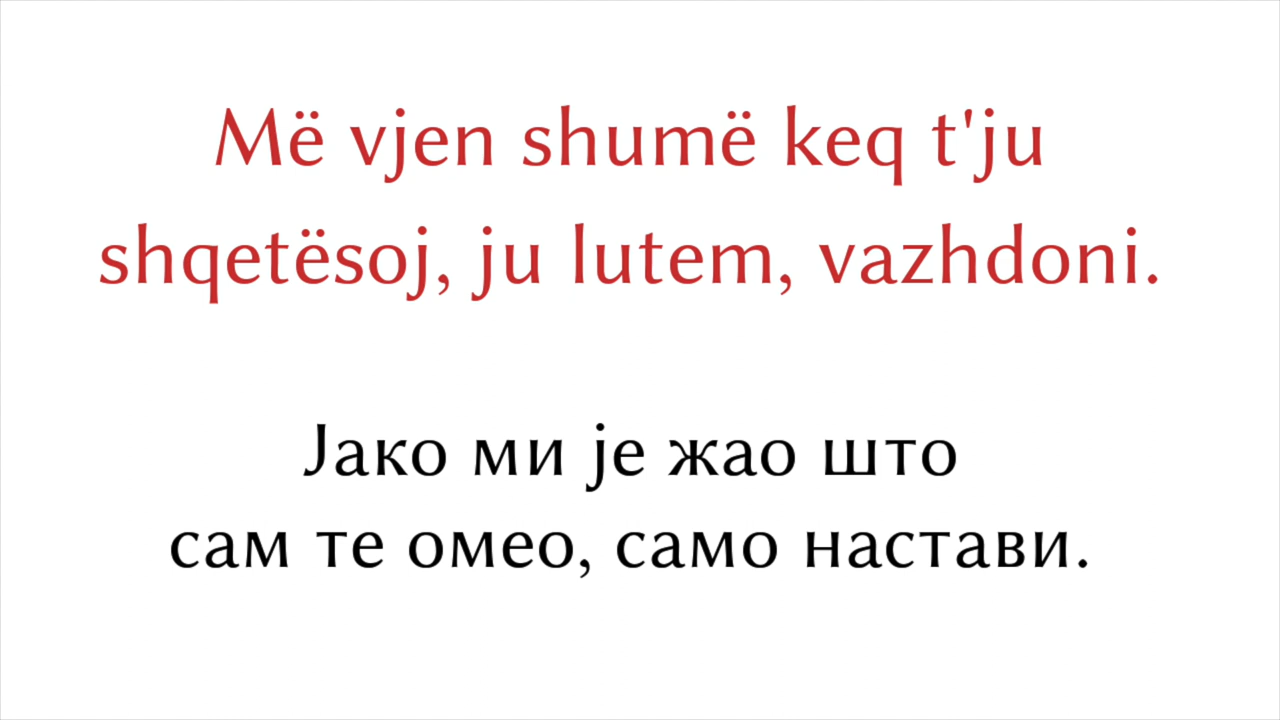 Më vjen shumë keq t'ju
shqetësoj, ju lutem, vazhdoni.
Јако ми је жао што
сам те омео, само настави.